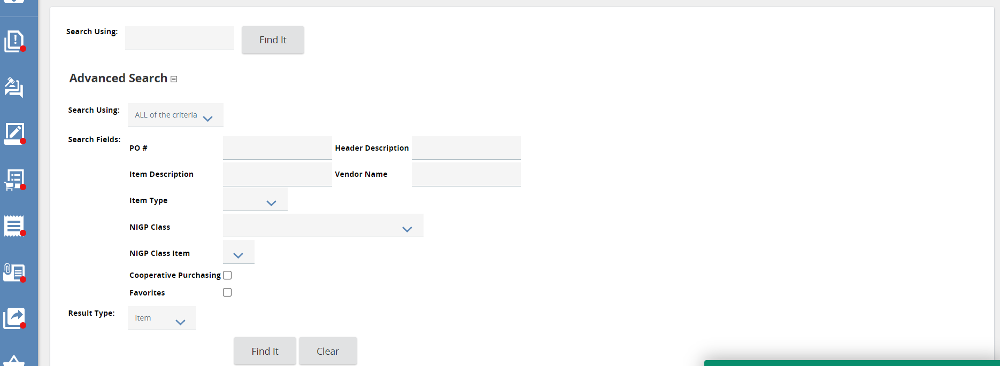 Search Using:
Find It
Advanced Search
Search Using: ALL of the criteria
Search Fields:
PO # Header Description
Item Description Vendor Name
Item Type
NIGP Class
NIGP Class Item
Cooperative Purchasing
Favorites
Result Type: Item
Find It Clear